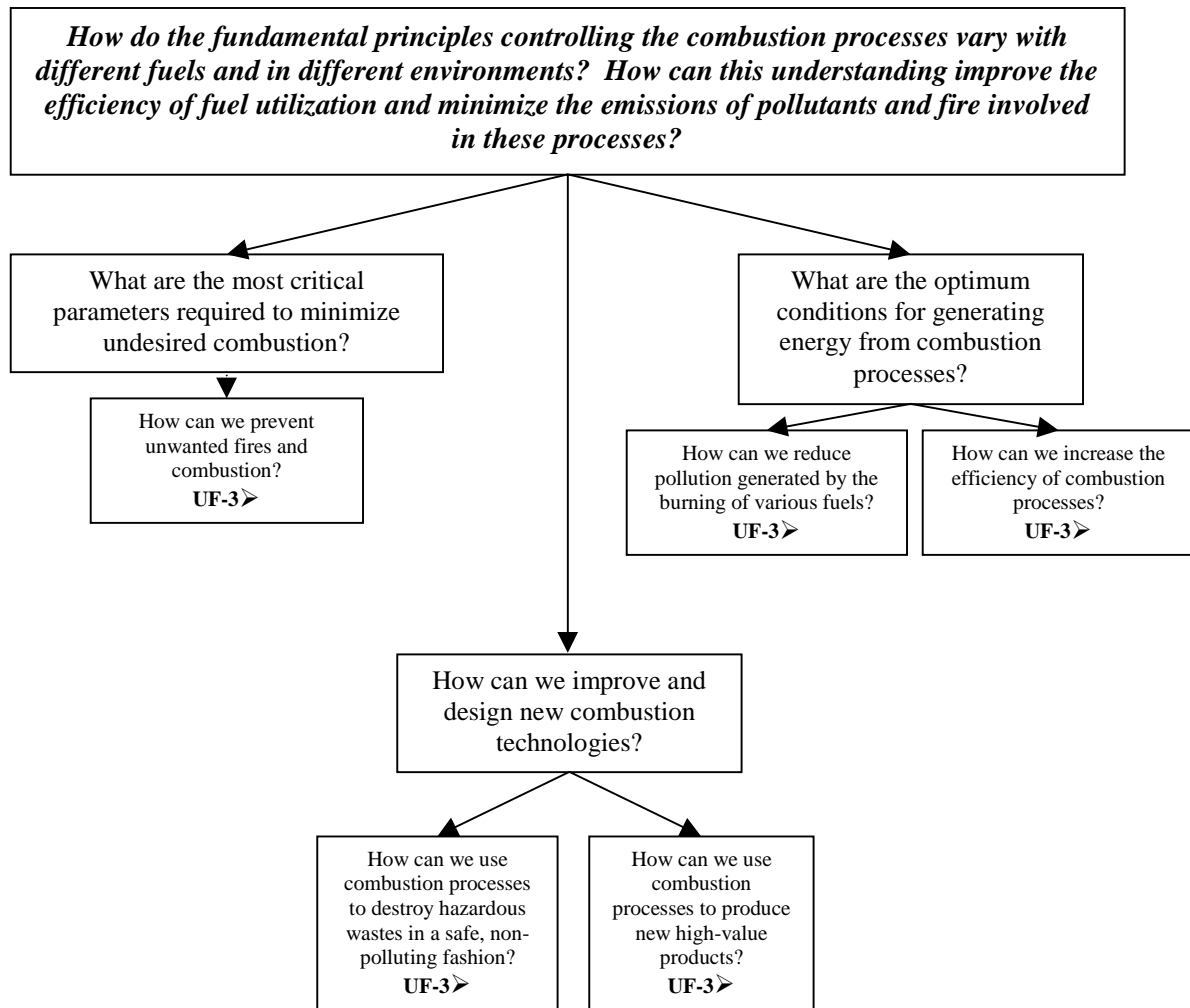 How do the fundamental principles controlling the combustion processes vary with
different fuels and in different environments?  How can this understanding improve the
efficiency of fuel utilization and minimize the emissions of pollutants and fire involved
in these processes?
What are the most critical
parameters required to minimize
undesired combustion?
How can we prevent
unwanted fires and
combustion?
UF-3➢
What are the optimum
conditions for generating
energy from combustion
processes?
How can we reduce
pollution generated by the
burning of various fuels?
UF-3➢
How can we increase the
efficiency of combustion
processes?
UF-3➢
How can we improve and
design new combustion
technologies?
How can we use
combustion processes
to destroy hazardous
wastes in a safe, non-
polluting fashion?
UF-3➢
How can we use
combustion
processes to produce
new high-value
products?
UF-3➢